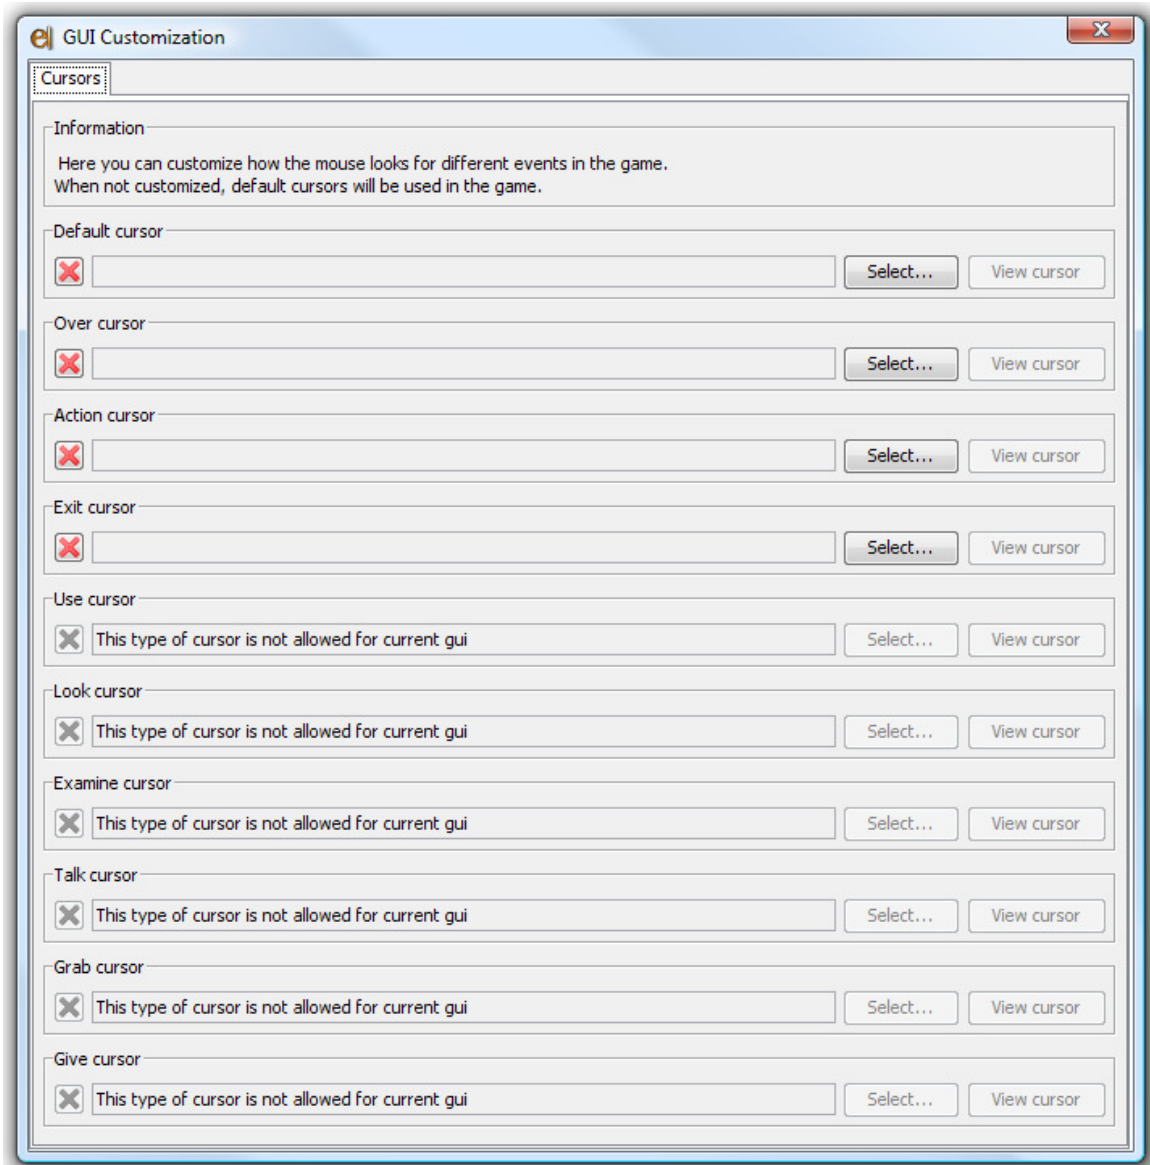 GUI Customization
Cursors
Information
Here you can customize how the mouse looks for different events in the game.
When not customized, default cursors will be used in the game.
Default cursor
Select... View cursor
Over cursor
Select... View cursor
Action cursor
Select... View cursor
Exit cursor
Select... View cursor
Use cursor
This type of cursor is not allowed for current gui Select... View cursor
Look cursor
This type of cursor is not allowed for current gui Select... View cursor
Examine cursor
This type of cursor is not allowed for current gui Select... View cursor
Talk cursor
This type of cursor is not allowed for current gui Select... View cursor
Grab cursor
This type of cursor is not allowed for current gui Select... View cursor
Give cursor
This type of cursor is not allowed for current gui Select... View cursor